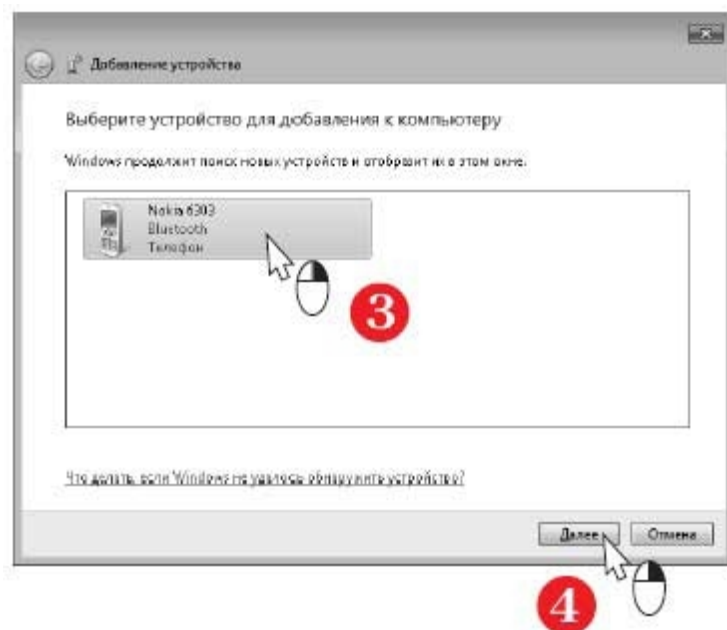 Добавление устройства
Выберите устройство для добавления к компьютеру
Windows продолжит поиск новых устройств и отобразит их в этом окне.
Nokia 6303
Bluetooth
Телефон
3
Что делать, если Windows не удалось обнаружить устройство?
Далее
Отмена
4